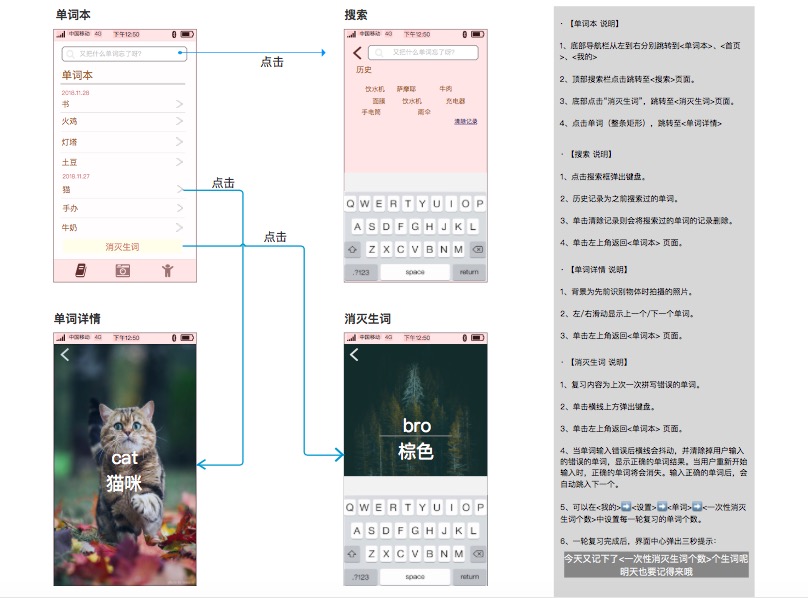 单词本
中国移动 4G 下午12:50
又把什么单词忘了呀?
单词本
2018.11.28
书
火鸡
灯塔
土豆
2018.11.27
猫
手办
牛奶
消灭生词
点击
点击
点击
搜索
中国移动 4G 下午12:50
又把什么单词忘了呀?
历史
饮水机 萨摩耶 牛肉
面膜 饮水机 充电器
手电筒 雨伞
清除记录
Q W E R T Y U I O P
A S D F G H J K L
Z X C V B N M
.?123 space return
单词详情
中国移动 4G 下午12:50
cat
猫咪
消灭生词
中国移动 4G 下午12:50
bro
棕色
Q W E R T Y U I O P
A S D F G H J K L
Z X C V B N M
.?123 space return
· 【单词本 说明】
1、底部导航栏从左到右分别跳转到<单词本>、<首页
>、<我的>
2、顶部搜索栏点击跳转至<搜索>页面。
3、底部点击“消灭生词”，跳转至<消灭生词>页面。
4、点击单词（整条矩形），跳转至<单词详情>
· 【搜索 说明】
1、点击搜索框弹出键盘。
2、历史记录为之前搜索过的单词。
3、单击清除记录则会将搜索过的单词的记录删除。
4、单击左上角返回<单词本> 页面。
· 【单词详情 说明】
1、背景为先前识别物体时拍摄的照片。
2、左/右滑动显示上一个/下一个单词。
3、单击左上角返回<单词本> 页面。
· 【消灭生词 说明】
1、复习内容为上次一次拼写错误的单词。
2、单击横线上方弹出键盘。
3、单击左上角返回<单词本> 页面。
4、当单词输入错误后横线会抖动，并清除掉用户输入
的错误的单词，显示正确的单词结果。当用户重新开始
输入时，正确的单词将会消失。输入正确的单词后，会
自动跳入下一个。
5、可以在<我的>➡<设置>➡<单词>➡<一次性消灭
生词个数>中设置每一轮复习的单词个数。
6、一轮复习完成后，界面中心弹出三秒提示：
今天又记下了<一次性消灭生词个数>个生词呢
明天也要记得来哦